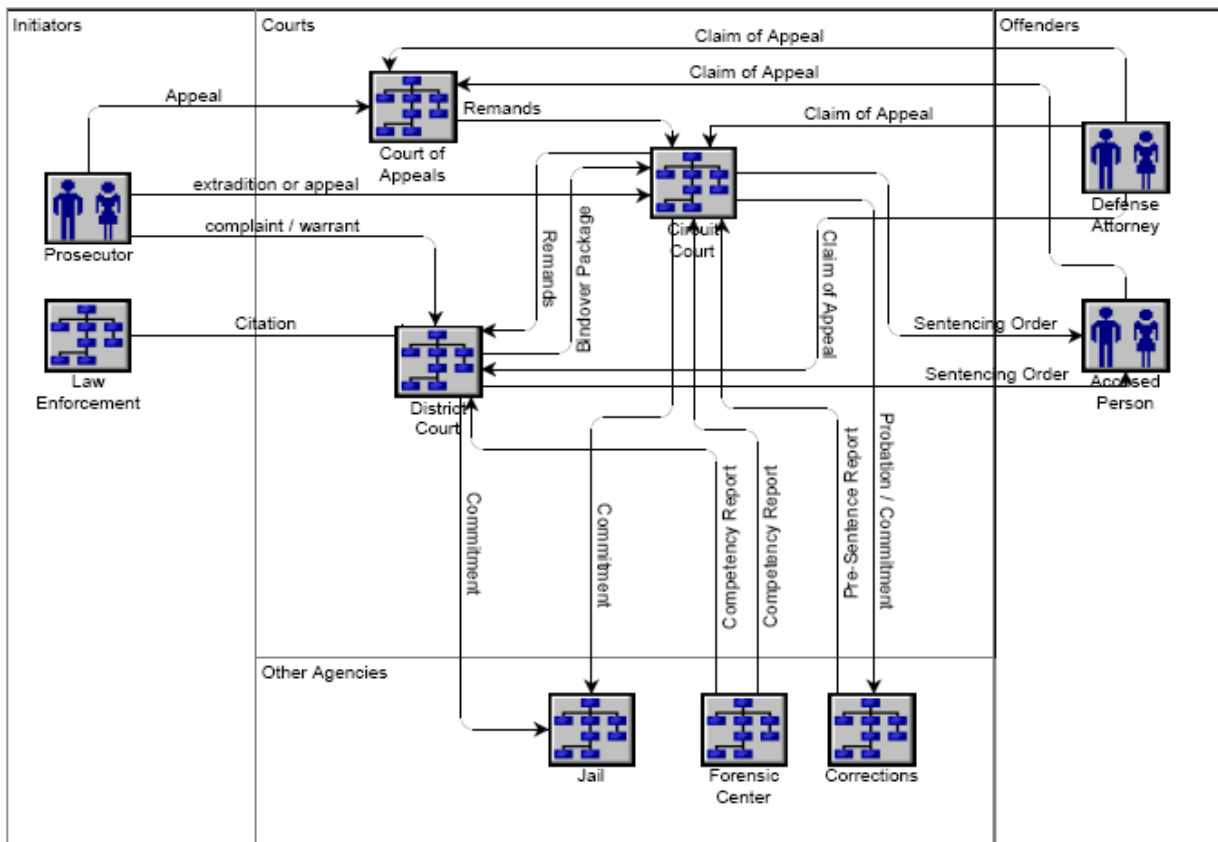 Initiators
Courts
Offenders
Claim of Appeal
Claim of Appeal
Appeal
Remands
Claim of Appeal
Court of
Appeals
extradition or appeal
Defense
Attorney
complaint / warrant
Prosecutor
Circuit
Court
Remands
Bindover Package
Claim of Appeal
Citation
Sentencing Order
Law
Enforcement
Sentencing Order
District
Court
Accused
Person
Commitment
Commitment
Competency Report
Competency Report
Pre-Sentence Report
Probation / Commitment
Other Agencies
Jail
Forensic
Center
Corrections